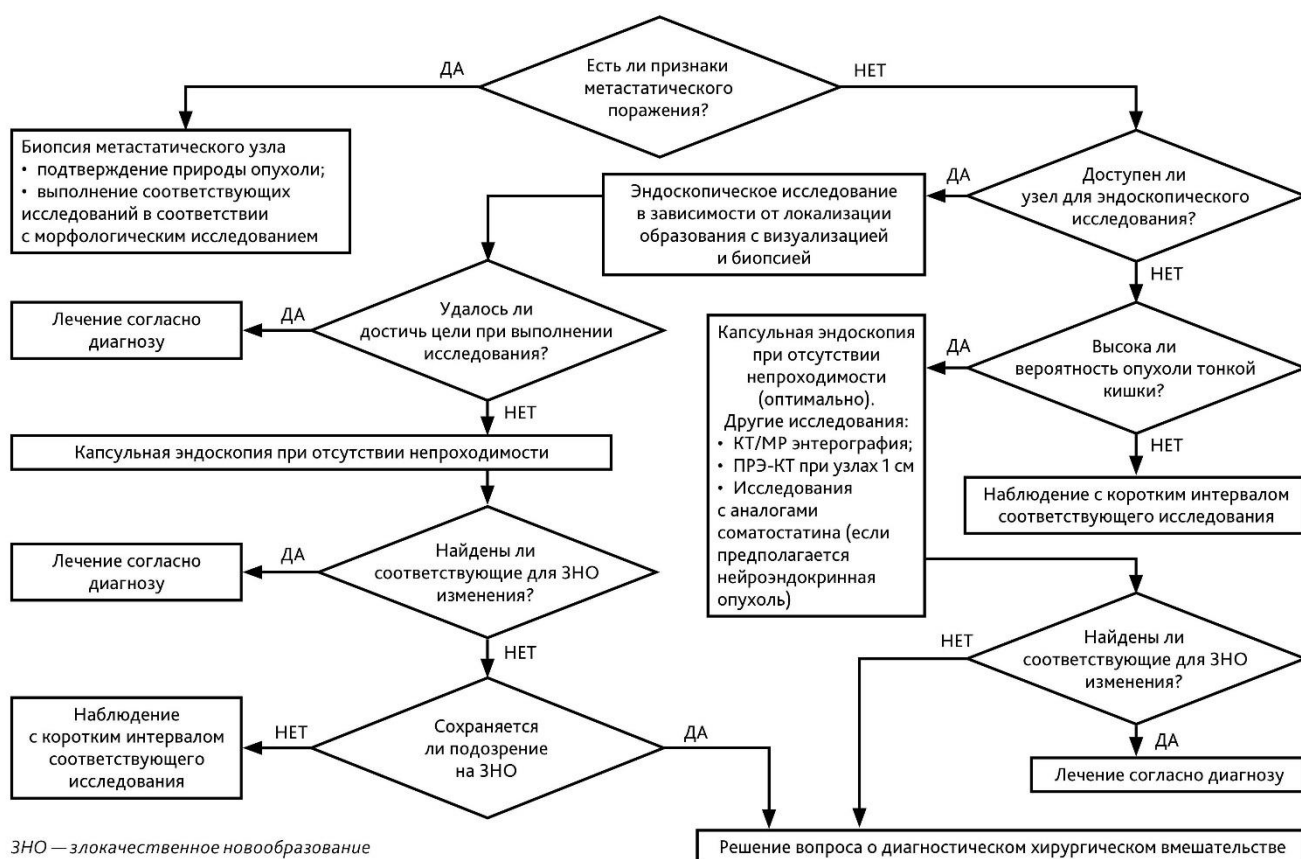 Есть ли признаки
метастатического
поражения?
ДА
НЕТ
Биопсия метастатического узла
• подтверждение природы опухоли;
• выполнение соответствующих
исследований в соответствии
с морфологическим исследованием
Эндоскопическое исследование
в зависимости от локализации
образования с визуализацией
и биопсией
ДА
Доступен ли
узел для эндоскопического
исследования?
НЕТ
Лечение согласно
диагнозу
ДА
Удалось ли
достичь цели при выполнении
исследования?
НЕТ
Капсульная эндоскопия
при отсутствии
непроходимости
(оптимально).
Другие исследования:
• КТ/МР энтерография;
• ПРЭ-КТ при узлах 1 см
• Исследования
с аналогами
соматостатина (если
предполагается
нейроэндокринная
опухоль)
ДА
Высока ли
вероятность опухоли тонкой
кишки?
НЕТ
Капсульная эндоскопия при отсутствии непроходимости
Наблюдение с коротким интервалом
соответствующего исследования
Лечение согласно
диагнозу
ДА
Найдены ли
соответствующие для ЗНО
изменения?
НЕТ
НЕТ
Найдены ли
соответствующие для ЗНО
изменения?
ДА
Наблюдение
с коротким интервалом
соответствующего
исследования
НЕТ
Сохраняется
ли подозрение
на ЗНО
ДА
Лечение согласно диагнозу
ЗНО — злокачественное новообразование
Решение вопроса о диагностическом хирургическом вмешательстве